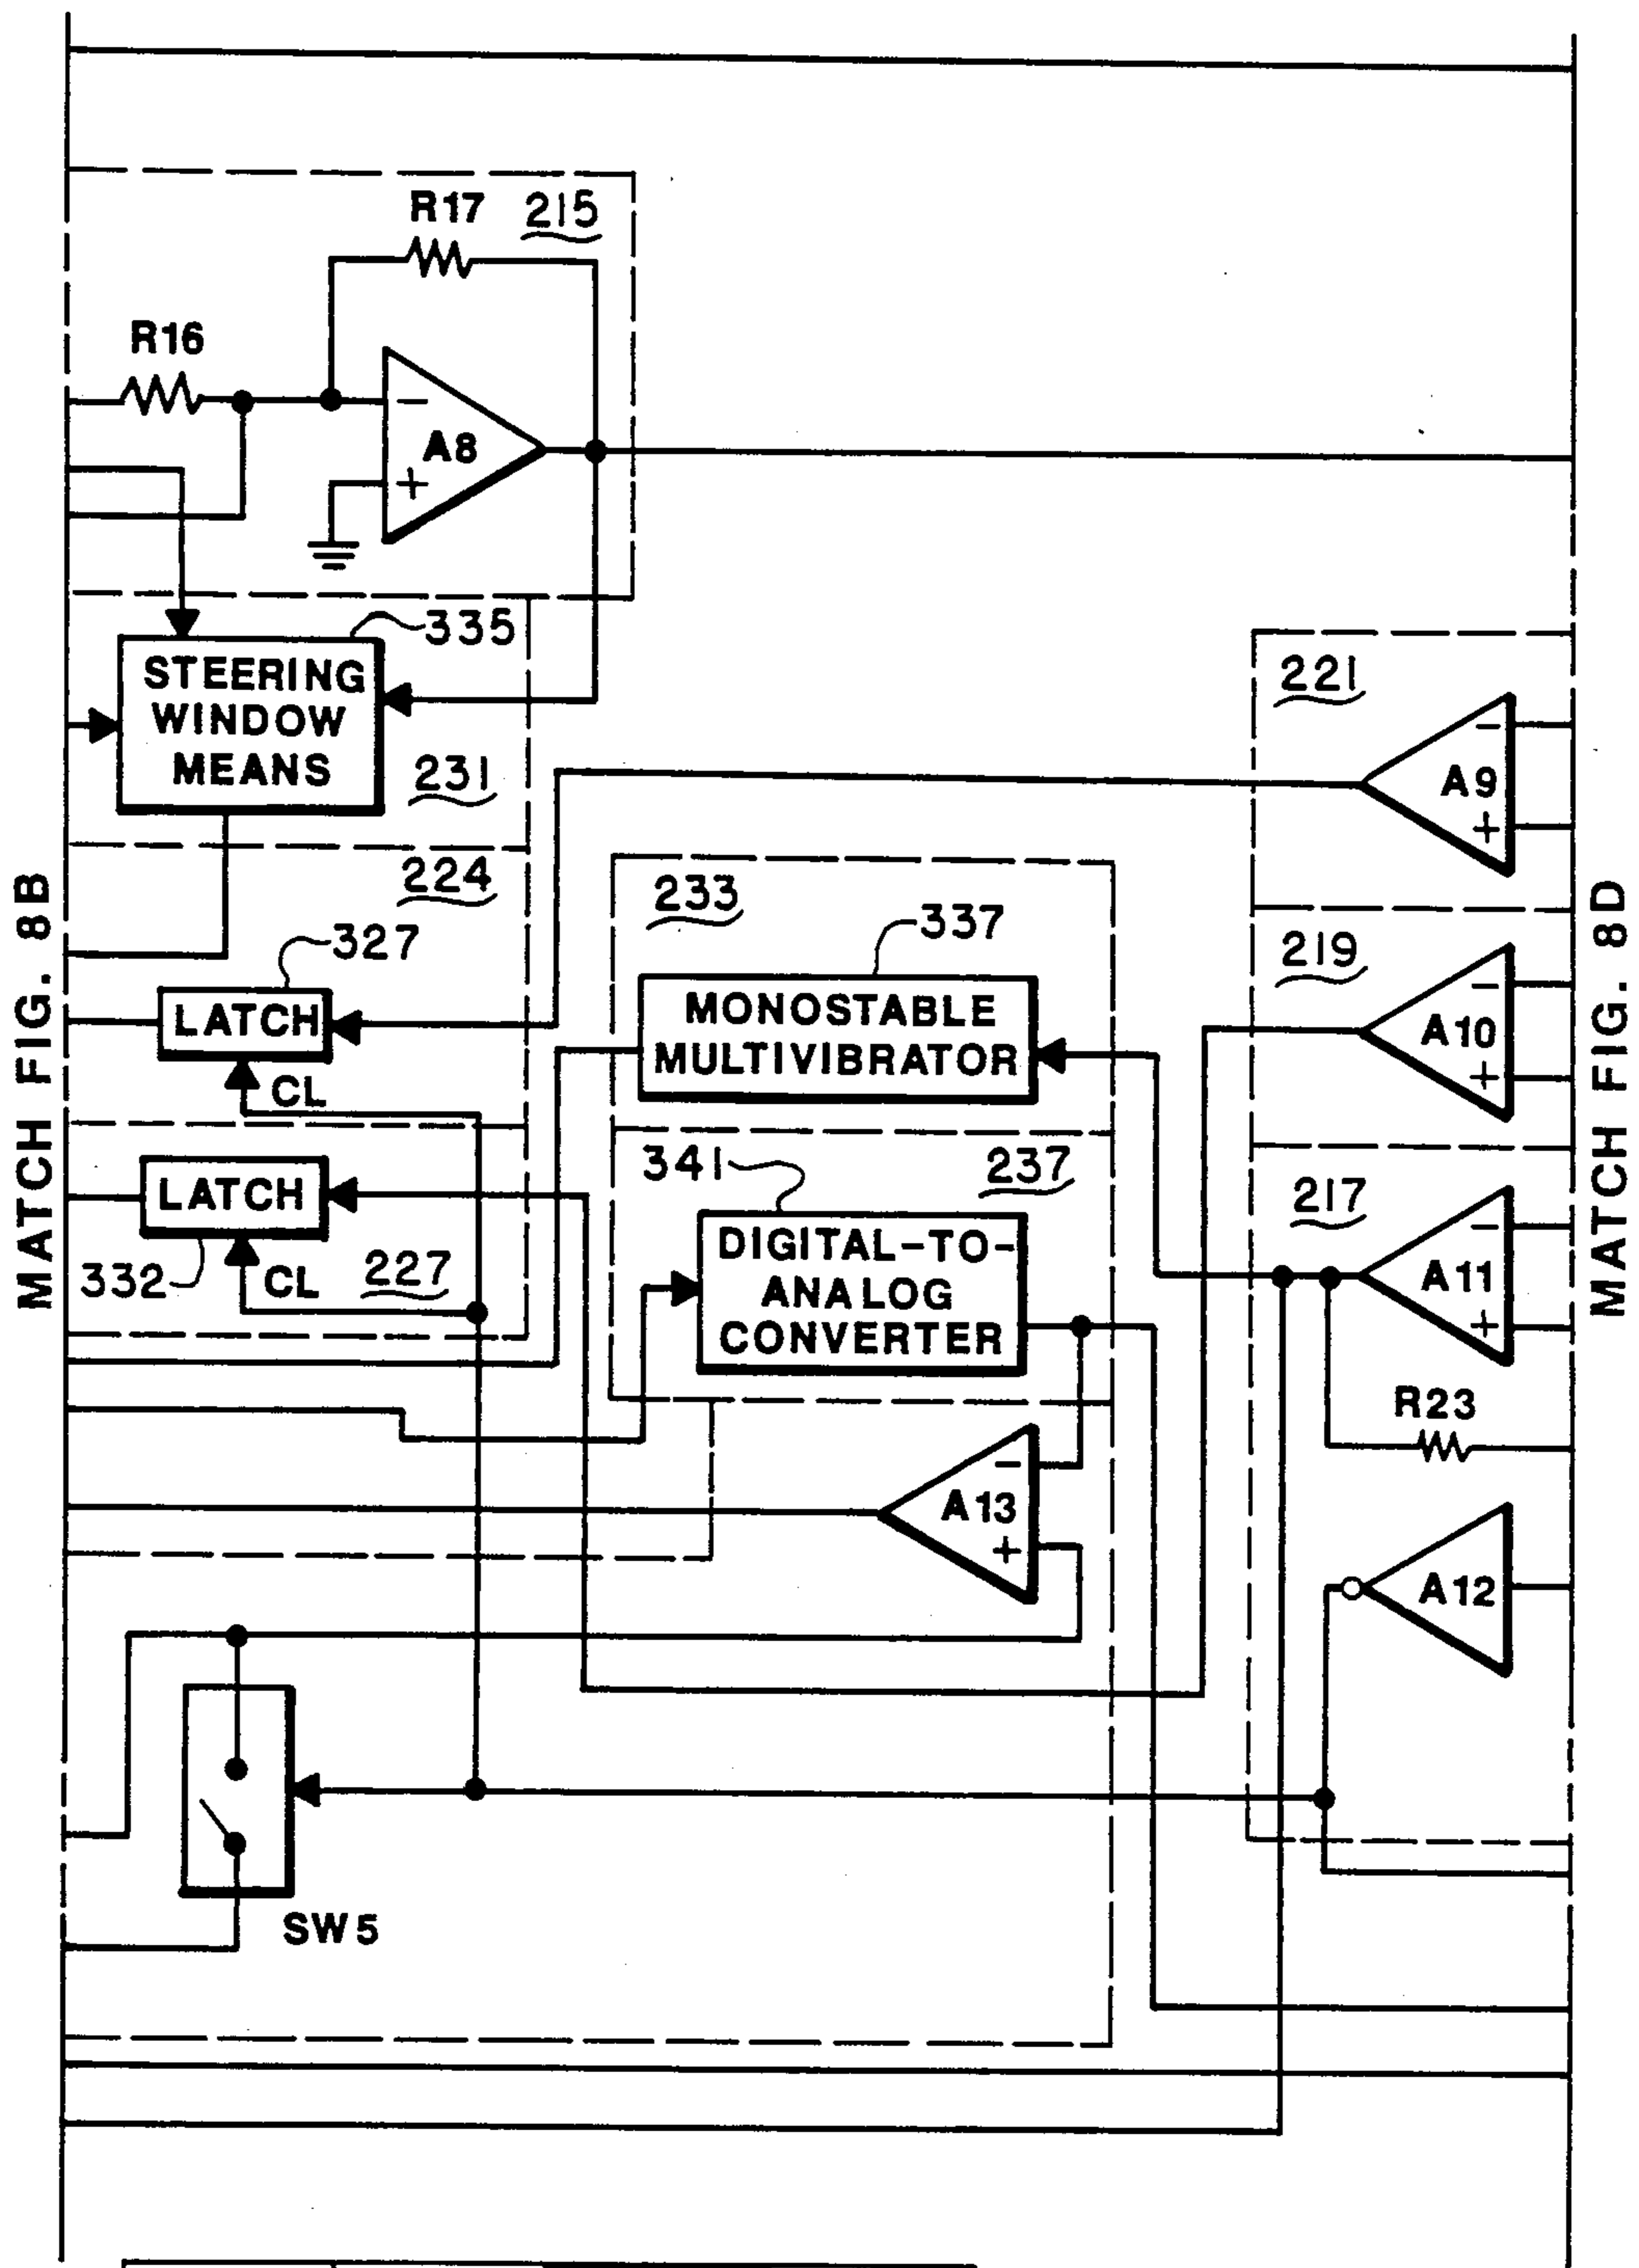 R17
215
R16
−
A8
+
335
STEERING
WINDOW
MEANS
231
221
−
A9
+
224
233
327
337
219
LATCH
MONOSTABLE
MULTIVIBRATOR
−
A10
+
CL
341
237
217
LATCH
DIGITAL-TO-
ANALOG
CONVERTER
−
A11
+
332
CL
227
R23
−
A13
+
A12
SW5
MATCH FIG. 8B
MATCH FIG. 8D